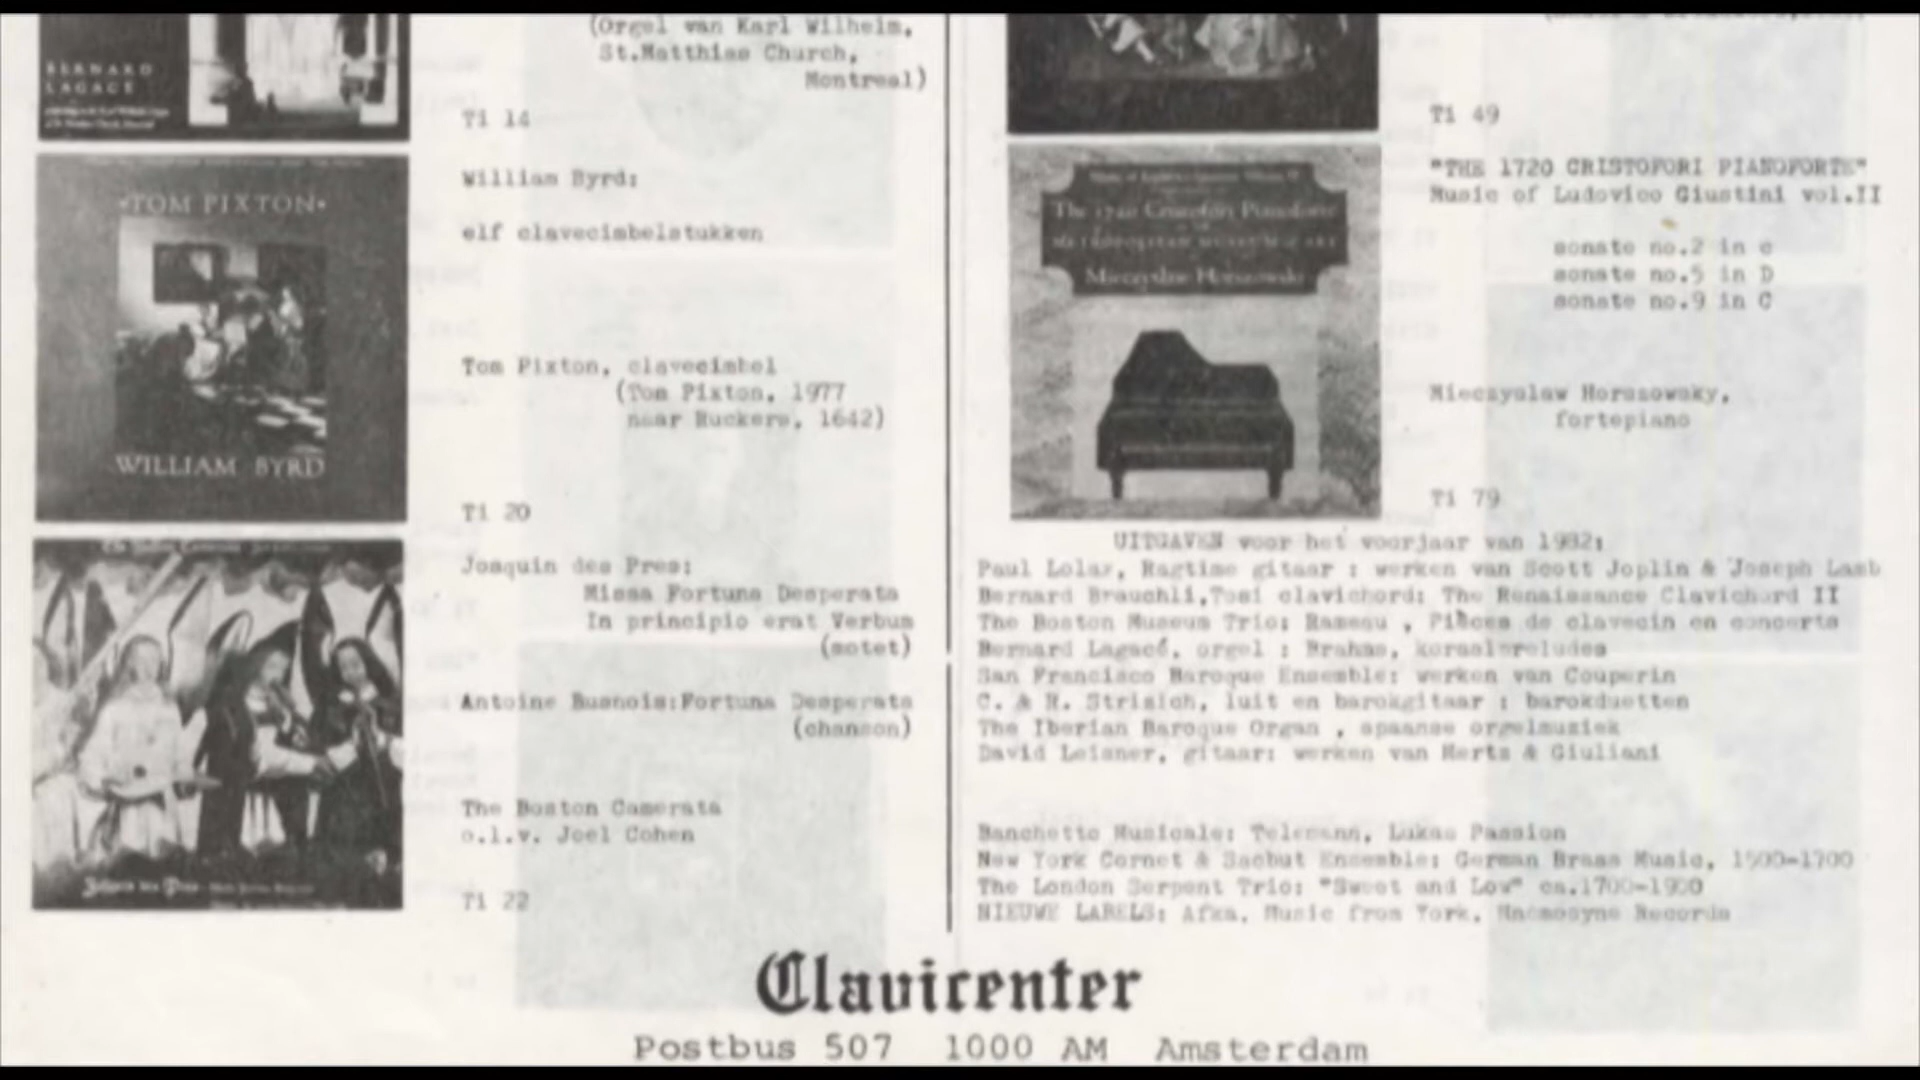 (Orgel van Karl Wilhelm,
St.Matthias Church,
Montreal)
BERNARD
LAGACE
Ti 14
TOM PIXTON
WILLIAM BYRD
William Byrd:
elf clavecimbelstukken
Tom Pixton, clavecimbel
(Tom Pixton, 1977
naar Ruckers, 1642)
Ti 20
Josquin des Pres:
Missa Fortuna Desperata
In principio erat Verbum
(motet)
Antoine Busnois:Fortuna Desperata
(chanson)
The Boston Camerata
o.l.v. Joel Cohen
Ti 22
Ti 49
The 1720 Cristofori Pianoforte
METROPOLITAN MUSEUM OF ART
Mieczyslaw Horszowski
"THE 1720 CRISTOFORI PIANOFORTE"
Music of Ludovico Giustini vol.II
sonate no.2 in c
sonate no.5 in D
sonate no.9 in C
Mieczyslaw Horszowsky,
fortepiano
Ti 79
UITGAVEN voor het voorjaar van 1982:
Paul Lolax, Ragtime gitaar : werken van Scott Joplin & Joseph Lamb
Bernard Brauchli,Tosi clavichord: The Renaissance Clavichord II
The Boston Museum Trio: Rameau , Pièces de clavecin en concerts
Bernard Lagacé, orgel : Brahms, koraalpreludes
San Francisco Baroque Ensemble: werken van Couperin
C. & R. Strizich, luit en barokgitaar : barokduetten
The Iberian Baroque Organ , spaanse orgelmuziek
David Leisner, gitaar: werken van Mertz & Giuliani
Banchetto Musicale: Telemann, Lukas Passion
New York Cornet & Sacbut Ensemble: German Brass Music, 1500-1700
The London Serpent Trio: "Sweet and Low" ca.1700-1900
NIEUWE LABELS: Afka, Music from York, Mnemosyne Records
Clavicenter
Postbus 507 1000 AM Amsterdam